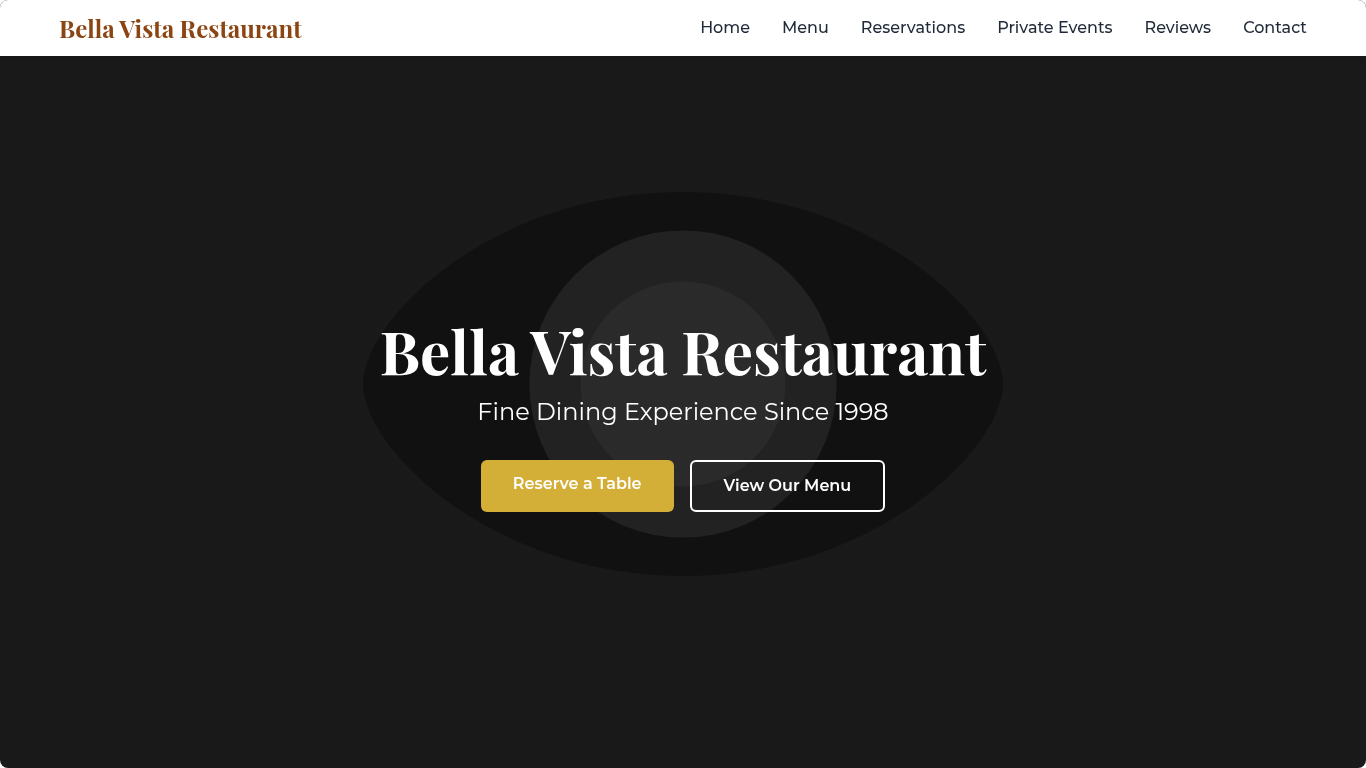 Bella Vista Restaurant
Home Menu Reservations Private Events Reviews Contact
Bella Vista Restaurant
Fine Dining Experience Since 1998
Reserve a Table
View Our Menu